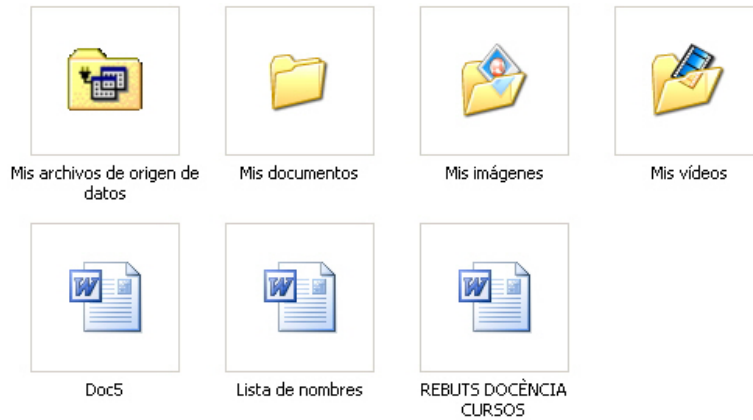 Mis archivos de origen de
datos
Mis documentos
Mis imágenes
Mis vídeos
W
Doc5
W
Lista de nombres
W
REBUTS DOCÈNCIA
CURSOS